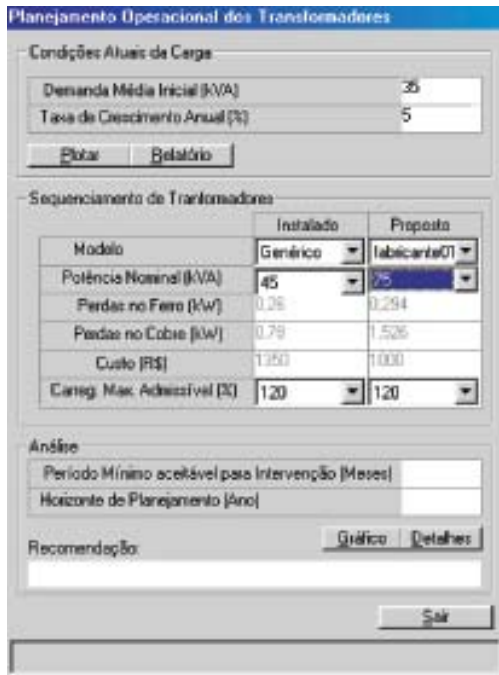 Planejamento Operacional dos Transformadores
Condições Atuais da Carga
Demanda Média Inicial (kVA) 35
Taxa de Crescimento Anual (%) 5
Plotar Relatório
Sequenciamento de Tranformadores
Instalado Proposto
Modelo Genérico fabricante01
Potência Nominal (kVA) 45 75
Perdas no Ferro (kW) 0,26 0,294
Perdas no Cobre (kW) 0,79 1,526
Custo (R$) 1350 1000
Carreg. Max. Admissível (%) 120 120
Análise
Período Mínimo aceitável para Intervenção (Meses)
Horizonte de Planejamento (Ano)
Gráfico Detalhes
Recomendação:
Sair